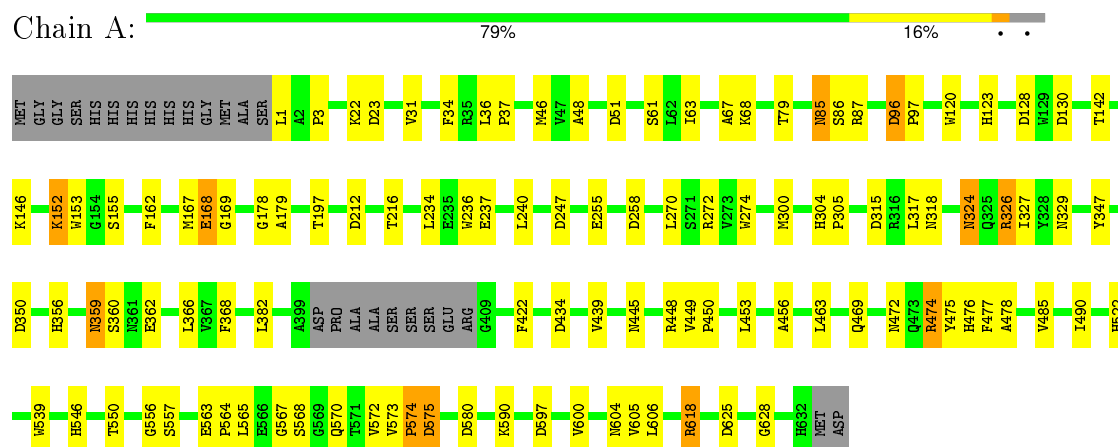 Chain A:
79% 16% • •
MET GLY GLY SER HIS HIS HIS HIS HIS HIS GLY MET ALA SER L1 A2 P3 K22 D23 V31 F34 R35 L36 P37 M46 V47 A48 D51 S61 L62 I63 A67 K68 T79 N85 S86 R87 D96 P97 W120 H123 D128 W129 D130 T142
K146 K152 W153 G154 S155 F162 M167 E168 G169 G178 A179 T197 D212 T216 L234 E235 W236 E237 L240 D247 E255 D258 L270 S271 R272 V273 W274 M300 H304 P305 D315 R316 L317 N318 N324 Q325 R326 I327 Y328 N329 Y347
D350 H356 N359 S360 N361 E362 L366 V367 F368 L382 A399 ASP PRO ALA ALA SER SER SER GLU ARG G409 F422 D434 V439 N445 R448 V449 P450 L453 A456 L463 Q469 N472 Q473 R474 Y475 H476 F477 A478 V485 I490
W539 H546 T550 G556 S557 E563 P564 L565 E566 G567 S568 G569 Q570 T571 V572 V573 P574 D575 D580 K590 D597 V600 N604 V605 L606 R618 D625 G628 H632 MET ASP